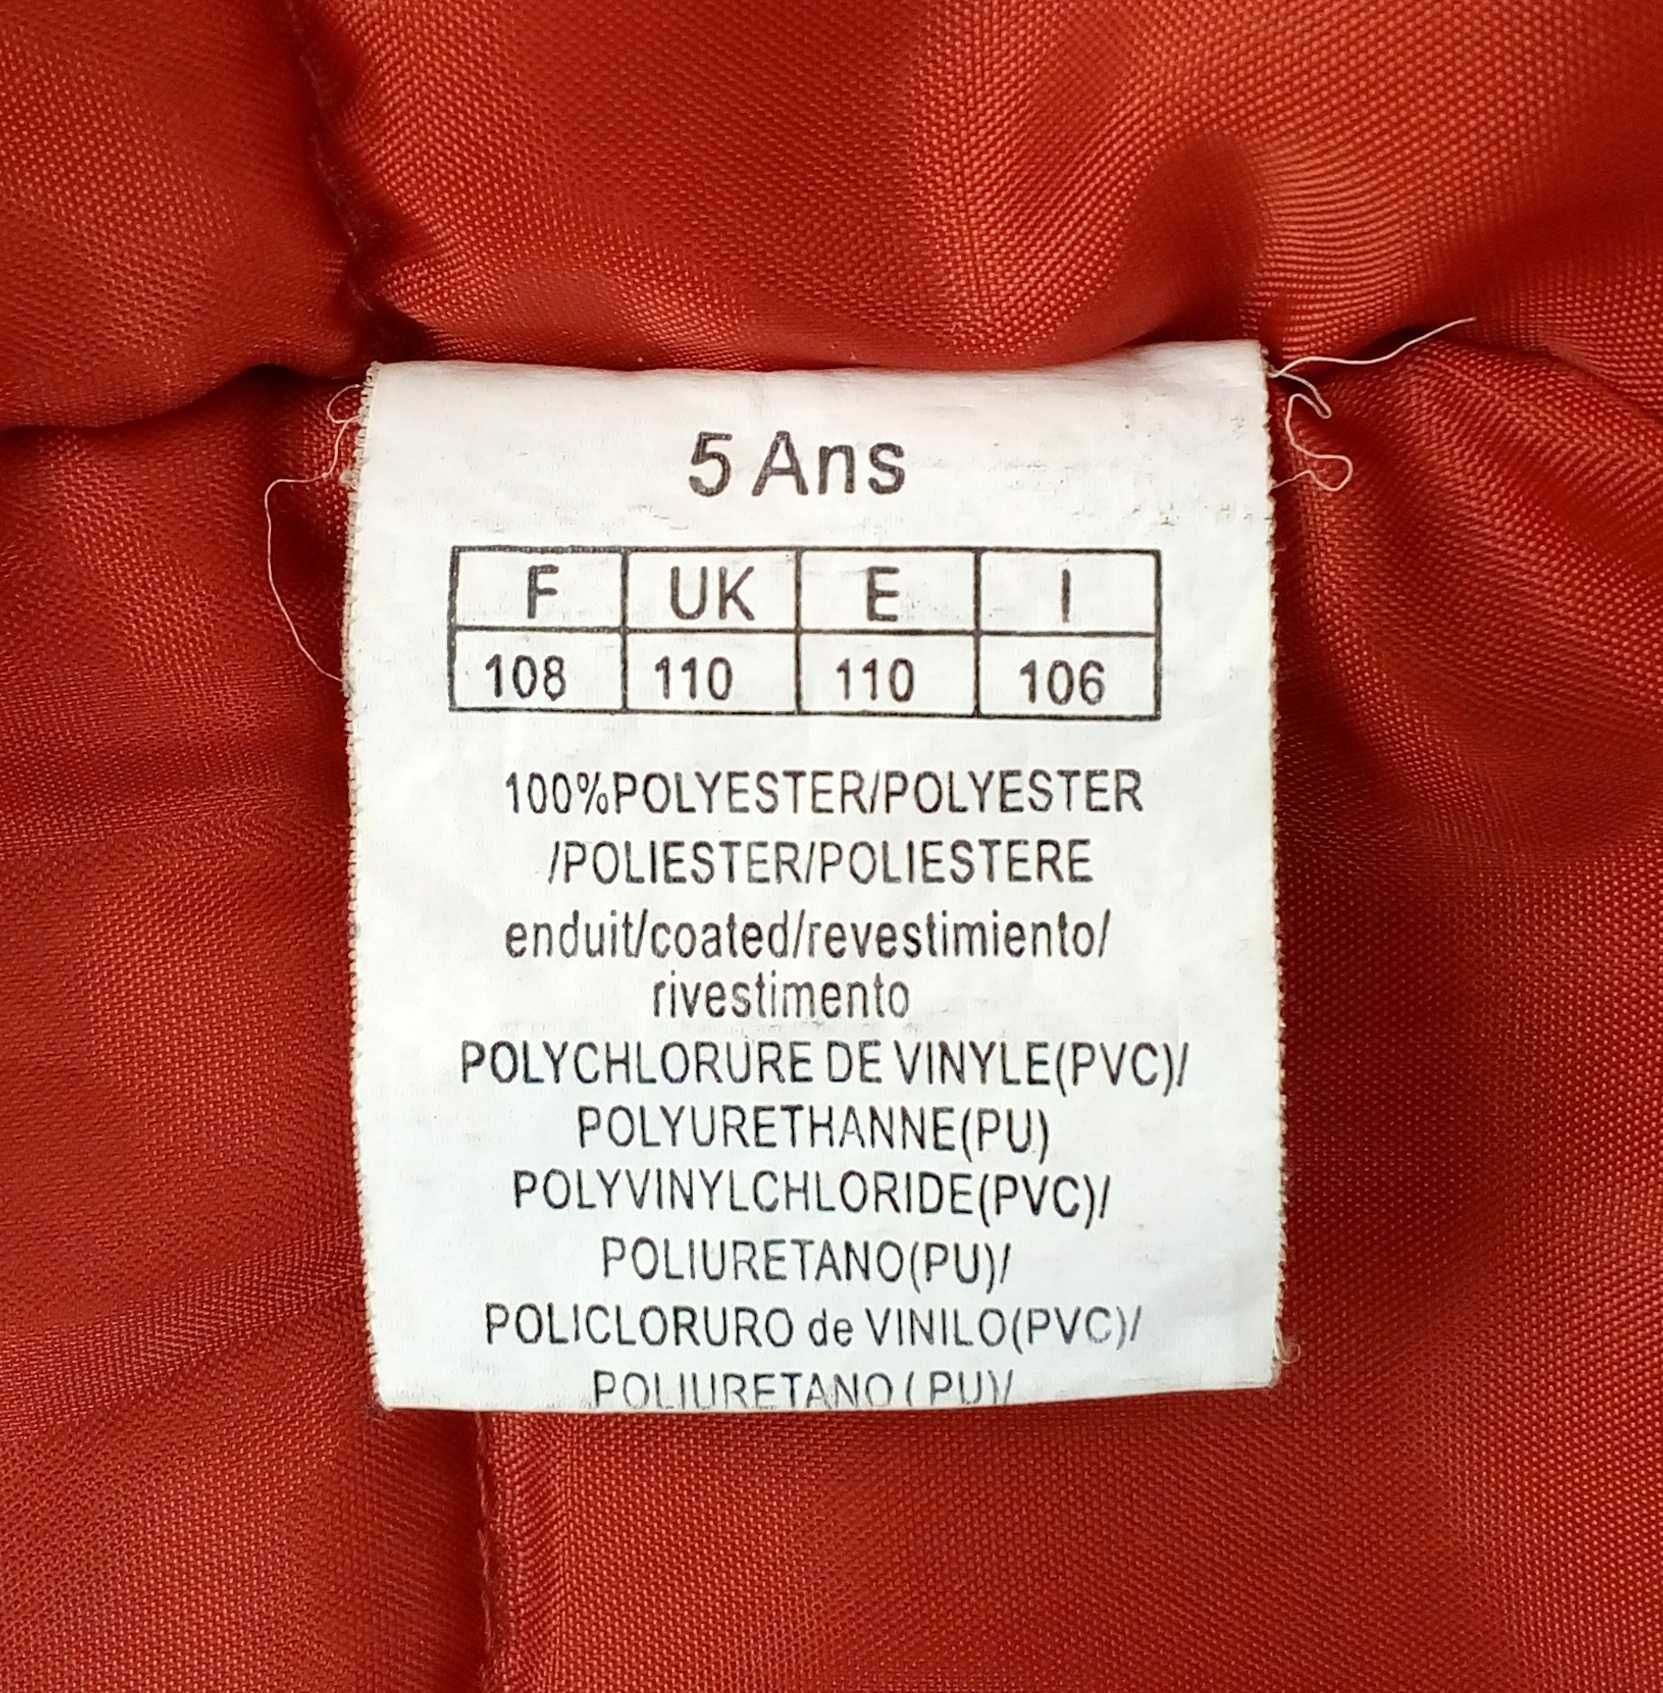 5 Ans
F UK E I
108 110 110 106
100%POLYESTER/POLYESTER
/POLIESTER/POLIESTERE
enduit/coated/revestimiento/
rivestimento
POLYCHLORURE DE VINYLE(PVC)/
POLYURETHANNE(PU)
POLYVINYLCHLORIDE(PVC)/
POLIURETANO(PU)/
POLICLORURO de VINILO(PVC)/
POLIURETANO ( PU)/